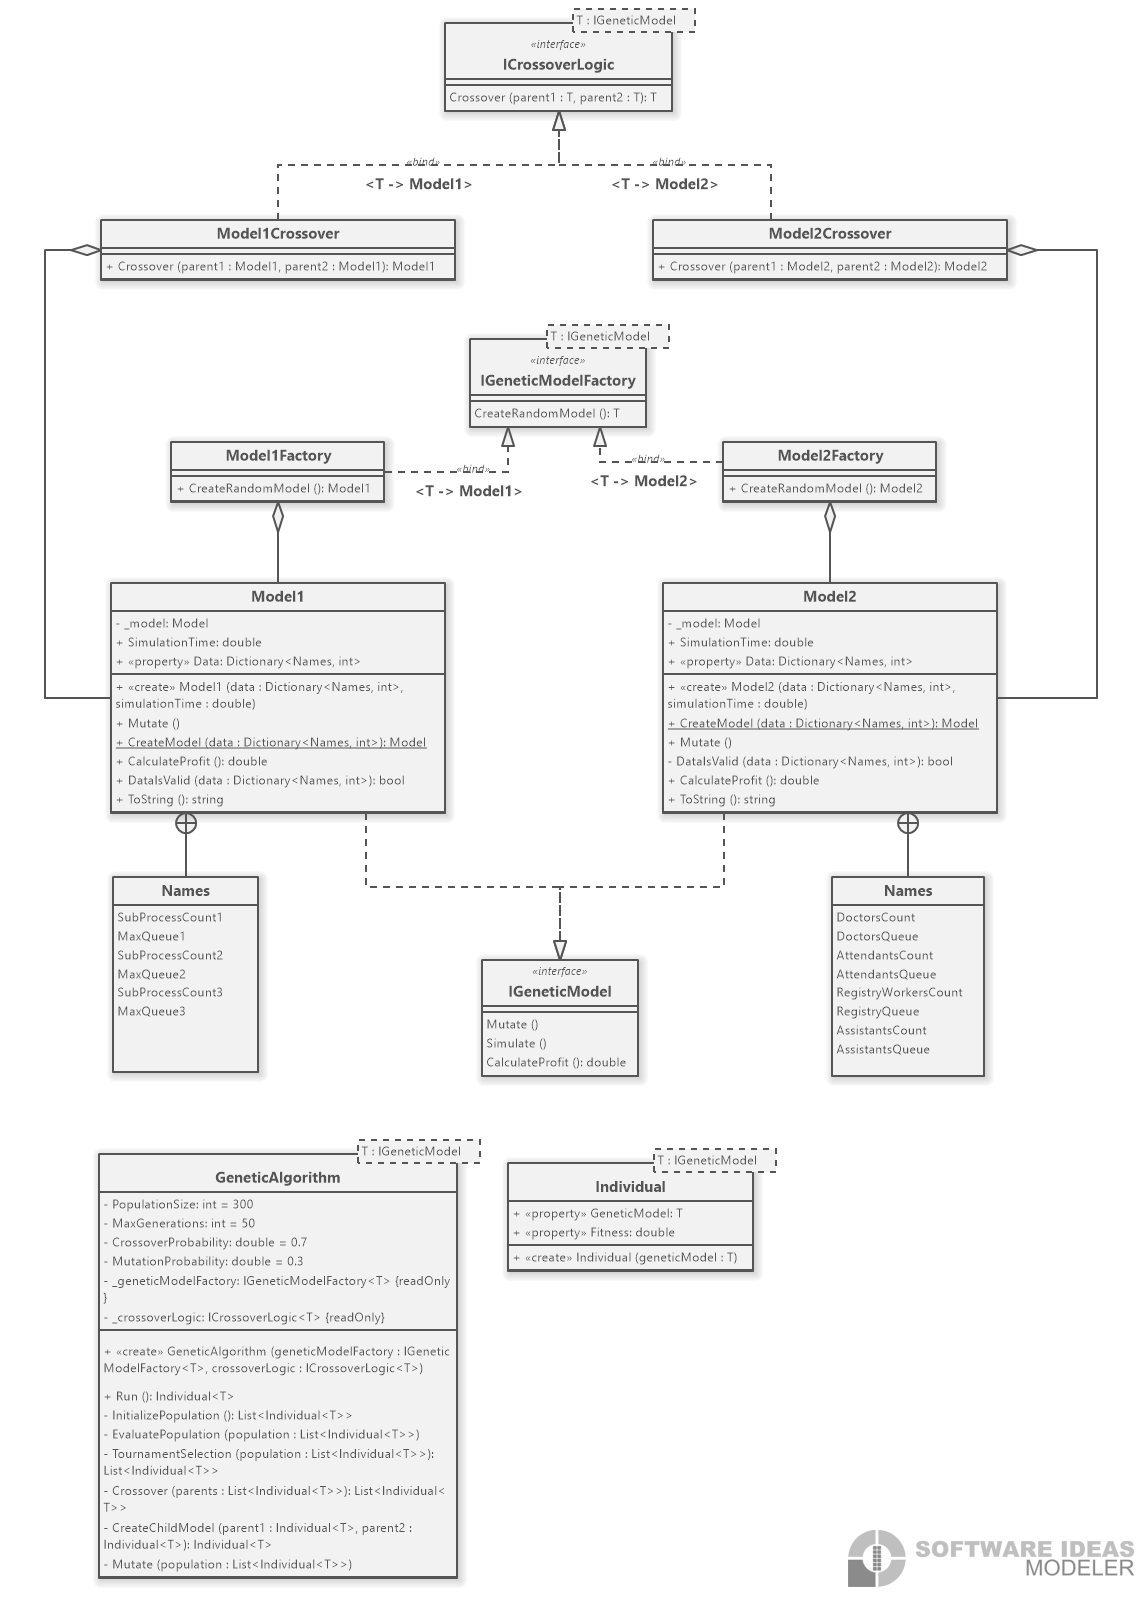 T : IGeneticModel
«interface»
ICrossoverLogic
Crossover (parent1 : T, parent2 : T): T
«bind»
<T -> Model1>
«bind»
<T -> Model2>
Model1Crossover
+ Crossover (parent1 : Model1, parent2 : Model1): Model1
Model2Crossover
+ Crossover (parent1 : Model2, parent2 : Model2): Model2
T : IGeneticModel
«interface»
IGeneticModelFactory
CreateRandomModel (): T
Model1Factory
+ CreateRandomModel (): Model1
«bind»
<T -> Model1>
«bind»
<T -> Model2>
Model2Factory
+ CreateRandomModel (): Model2
Model1
- _model: Model
+ SimulationTime: double
+ «property» Data: Dictionary<Names, int>
+ «create» Model1 (data : Dictionary<Names, int>,
simulationTime : double)
+ Mutate ()
+ CreateModel (data : Dictionary<Names, int>): Model
+ CalculateProfit (): double
+ DataIsValid (data : Dictionary<Names, int>): bool
+ ToString (): string
Model2
- _model: Model
+ SimulationTime: double
+ «property» Data: Dictionary<Names, int>
+ «create» Model2 (data : Dictionary<Names, int>,
simulationTime : double)
+ CreateModel (data : Dictionary<Names, int>): Model
+ Mutate ()
- DataIsValid (data : Dictionary<Names, int>): bool
+ CalculateProfit (): double
+ ToString (): string
Names
SubProcessCount1
MaxQueue1
SubProcessCount2
MaxQueue2
SubProcessCount3
MaxQueue3
«interface»
IGeneticModel
Mutate ()
Simulate ()
CalculateProfit (): double
Names
DoctorsCount
DoctorsQueue
AttendantsCount
AttendantsQueue
RegistryWorkersCount
RegistryQueue
AssistantsCount
AssistantsQueue
T : IGeneticModel
GeneticAlgorithm
- PopulationSize: int = 300
- MaxGenerations: int = 50
- CrossoverProbability: double = 0.7
- MutationProbability: double = 0.3
- _geneticModelFactory: IGeneticModelFactory<T> {readOnly
}
- _crossoverLogic: ICrossoverLogic<T> {readOnly}
+ «create» GeneticAlgorithm (geneticModelFactory : IGenetic
ModelFactory<T>, crossoverLogic : ICrossoverLogic<T>)
+ Run (): Individual<T>
- InitializePopulation (): List<Individual<T>>
- EvaluatePopulation (population : List<Individual<T>>)
- TournamentSelection (population : List<Individual<T>>):
List<Individual<T>>
- Crossover (parents : List<Individual<T>>): List<Individual<
T>>
- CreateChildModel (parent1 : Individual<T>, parent2 :
Individual<T>): Individual<T>
- Mutate (population : List<Individual<T>>)
T : IGeneticModel
Individual
+ «property» GeneticModel: T
+ «property» Fitness: double
+ «create» Individual (geneticModel : T)
SOFTWARE IDEAS
MODELER